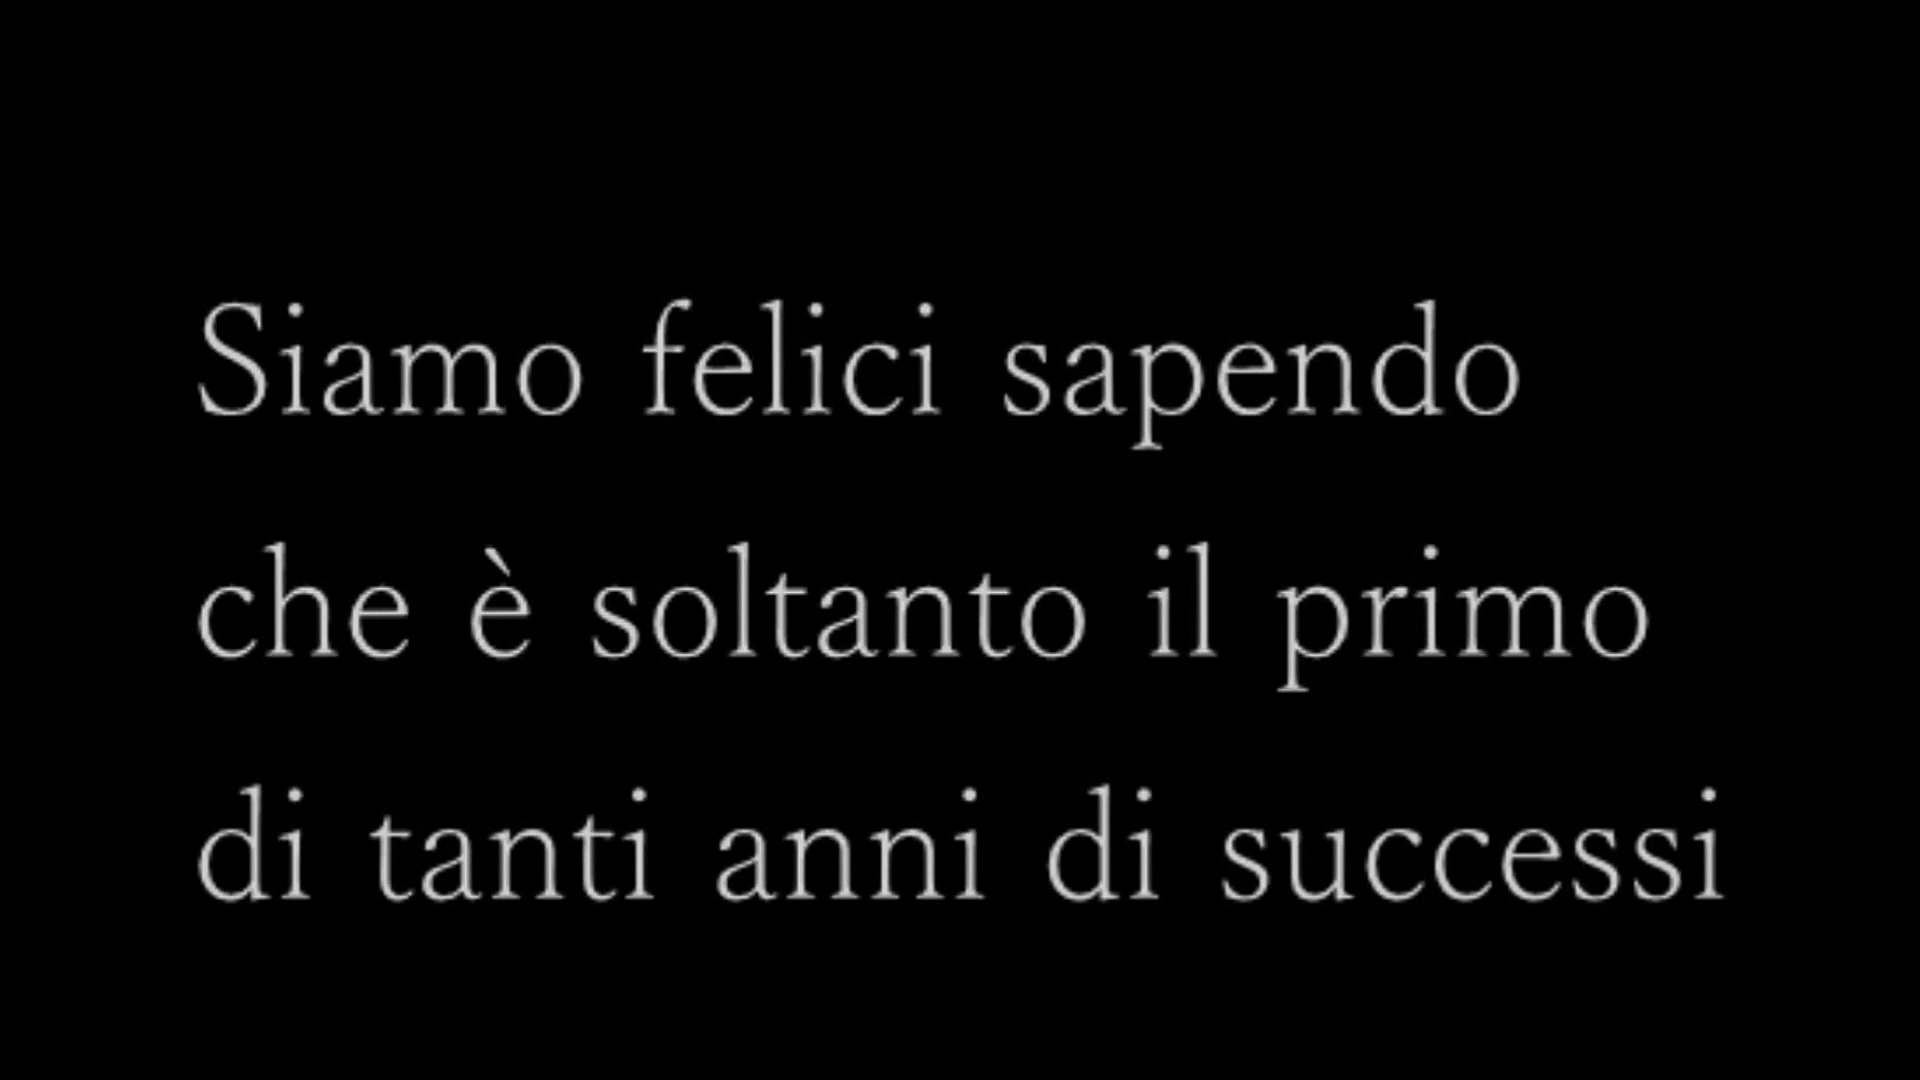 Siamo felici sapendo
che è soltanto il primo
di tanti anni di successi